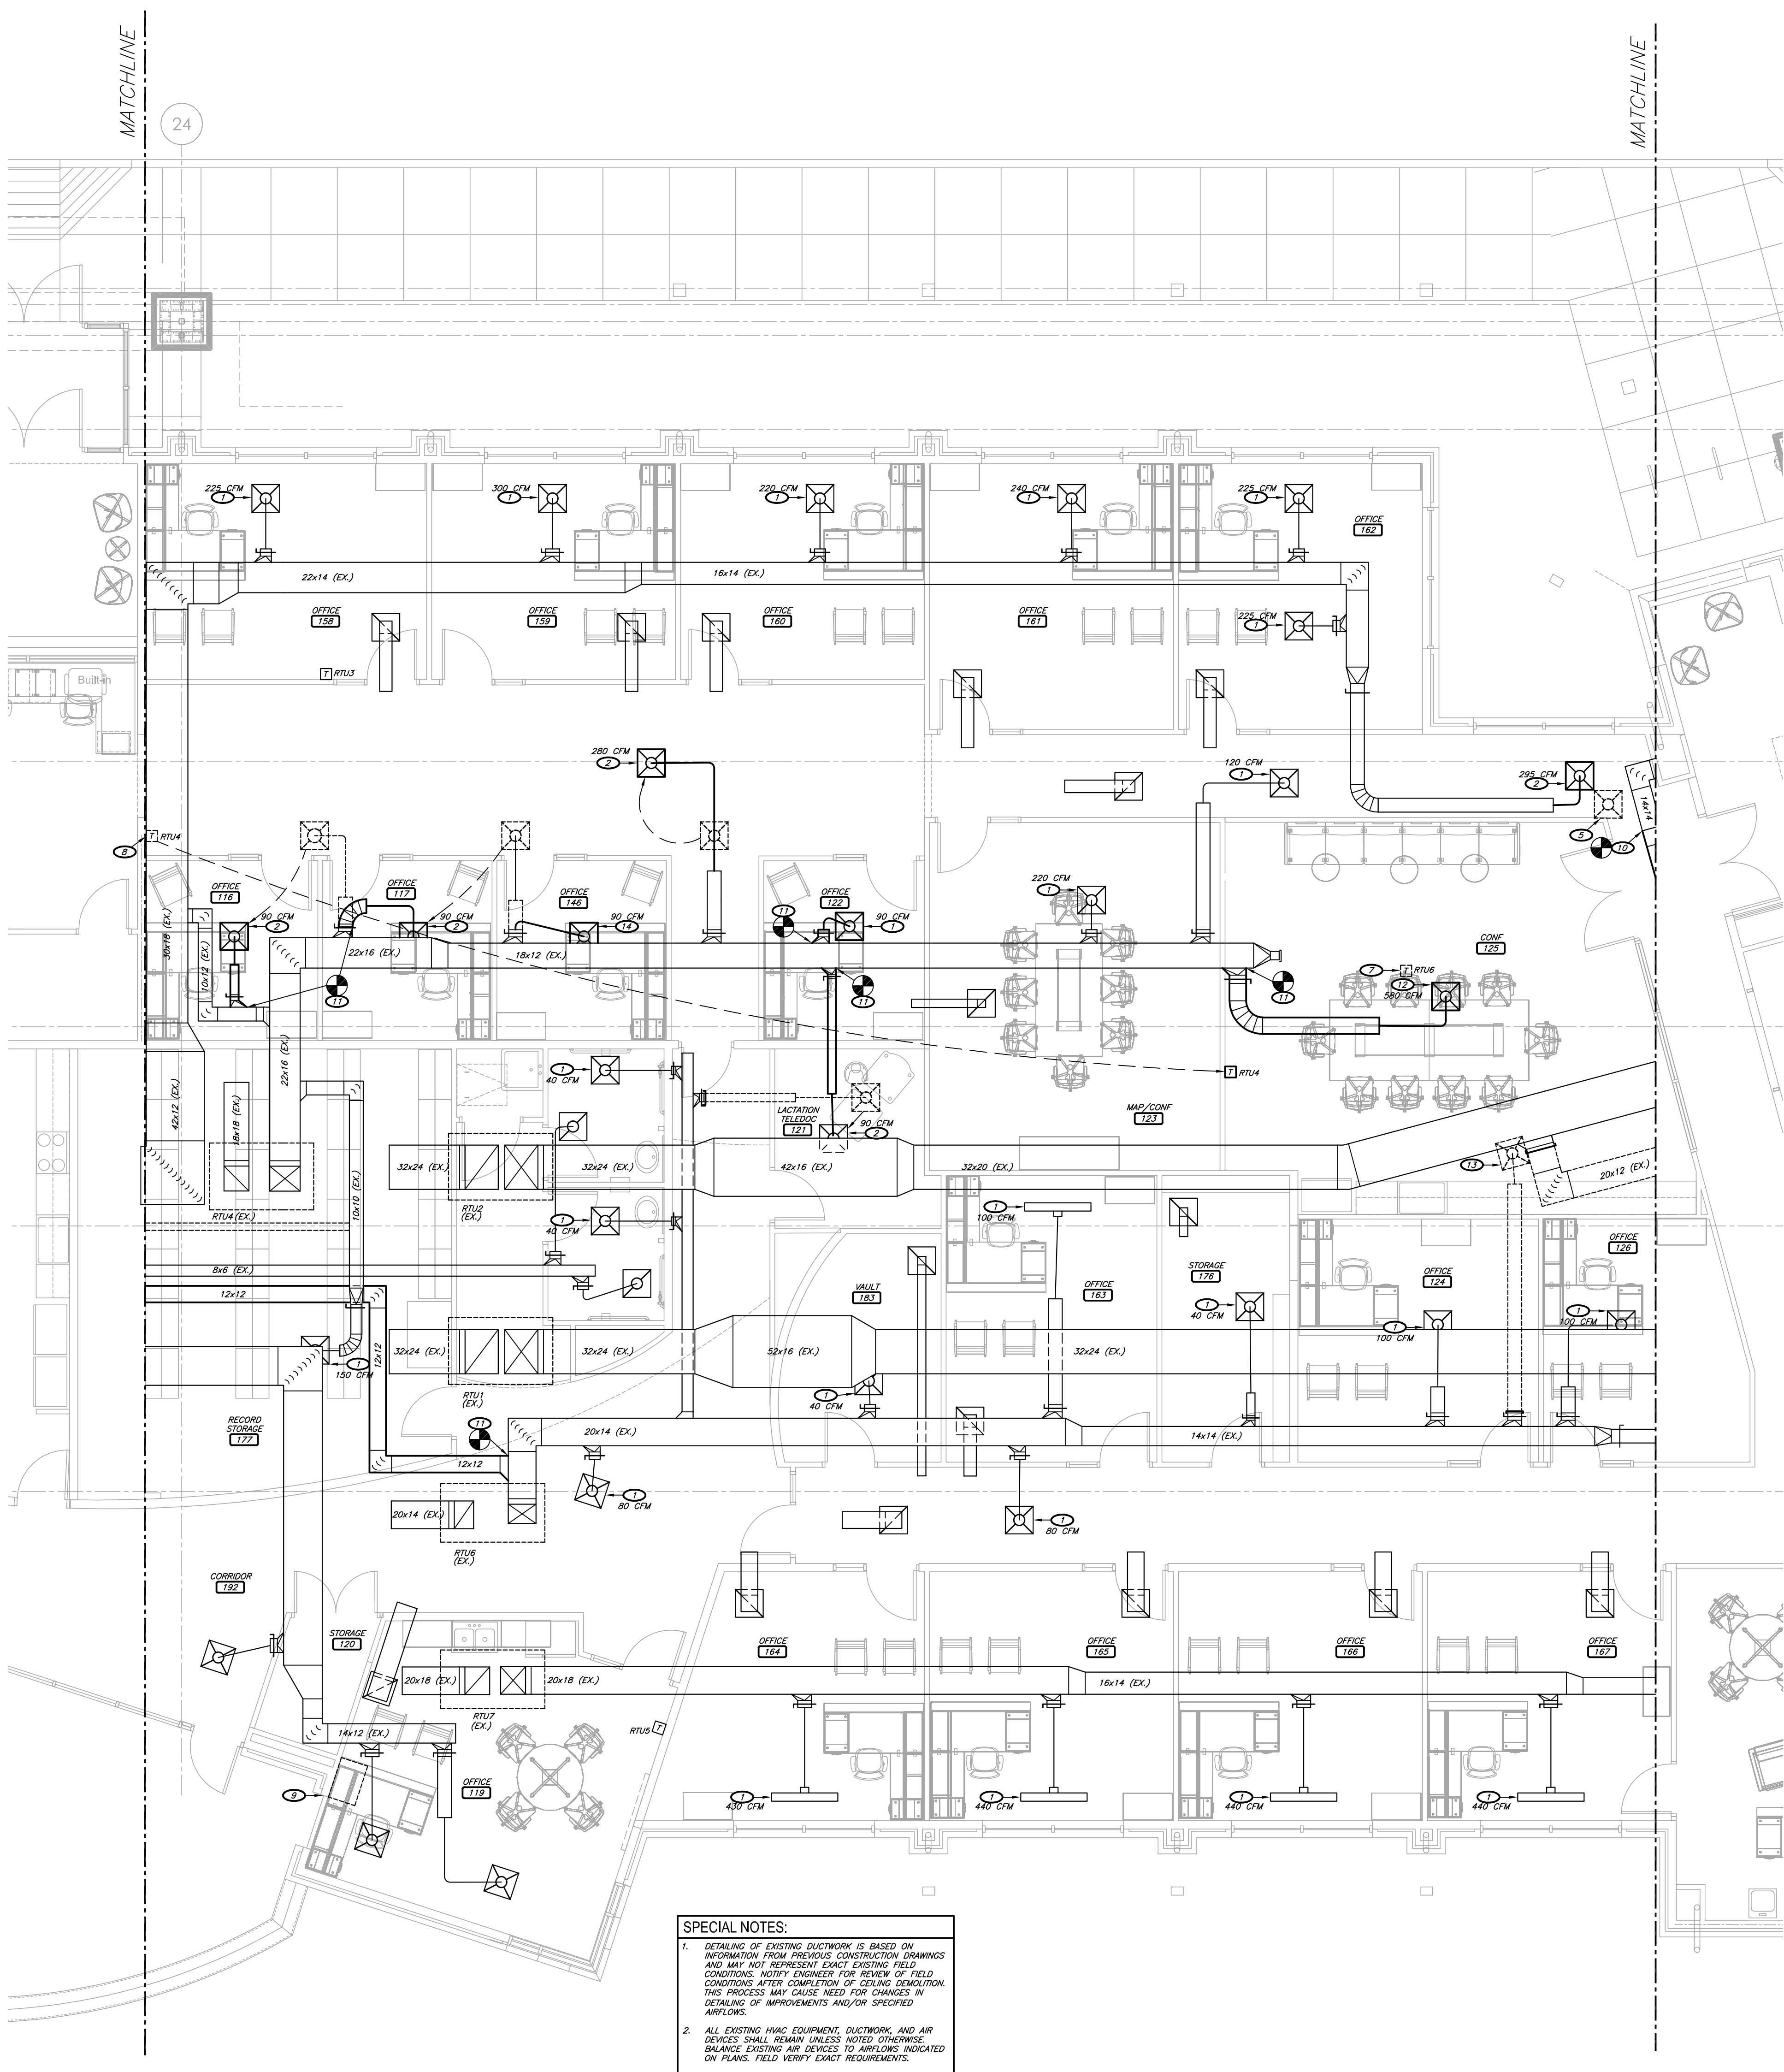 MATCHLINE
MATCHLINE
24
225 CFM
1
300 CFM
1
220 CFM
1
240 CFM
1
225 CFM
1
OFFICE
162
22x14 (EX.)
16x14 (EX.)
OFFICE
158
OFFICE
159
OFFICE
160
OFFICE
161
225 CFM
1
T RTU3
Built-in
280 CFM
2
120 CFM
1
295 CFM
2
14x14
5
10
T RTU4
8
OFFICE
116
OFFICE
117
OFFICE
146
OFFICE
122
220 CFM
1
30x18 (EX.)
10x12 (EX.)
90 CFM
2
90 CFM
2
90 CFM
14
11
90 CFM
1
CONF
125
22x16 (EX.)
18x12 (EX.)
7
T RTU6
12
580 CFM
11
11
11
22x16 (EX.)
1
40 CFM
T RTU4
42x12 (EX.)
18x18 (EX.)
LACTATION
TELEDOC
121
90 CFM
2
MAP/CONF
123
32x24 (EX.)
32x24 (EX.)
42x16 (EX.)
32x20 (EX.)
13
20x12 (EX.)
RTU4(EX.)
10x10 (EX.)
RTU2
(EX.)
1
40 CFM
1
100 CFM
OFFICE
126
8x6 (EX.)
STORAGE
176
OFFICE
124
12x12
VAULT
183
OFFICE
163
1
40 CFM
1
100 CFM
1
100 CFM
12x12
32x24 (EX.)
32x24 (EX.)
52x16 (EX.)
32x24 (EX.)
1
150 CFM
RTU1
(EX.)
1
40 CFM
RECORD
STORAGE
177
11
20x14 (EX.)
14x14 (EX.)
12x12
1
80 CFM
20x14 (EX.)
1
80 CFM
RTU6
(EX.)
CORRIDOR
192
STORAGE
120
OFFICE
164
OFFICE
165
OFFICE
166
OFFICE
167
20x18 (EX.)
20x18 (EX.)
16x14 (EX.)
RTU7
(EX.)
RTU5 T
14x12 (EX.)
OFFICE
119
9
1
430 CFM
1
440 CFM
1
440 CFM
1
440 CFM
SPECIAL NOTES:
1. DETAILING OF EXISTING DUCTWORK IS BASED ON
INFORMATION FROM PREVIOUS CONSTRUCTION DRAWINGS
AND MAY NOT REPRESENT EXACT EXISTING FIELD
CONDITIONS. NOTIFY ENGINEER FOR REVIEW OF FIELD
CONDITIONS AFTER COMPLETION OF CEILING DEMOLITION.
THIS PROCESS MAY CAUSE NEED FOR CHANGES IN
DETAILING OF IMPROVEMENTS AND/OR SPECIFIED
AIRFLOWS.
2. ALL EXISTING HVAC EQUIPMENT, DUCTWORK, AND AIR
DEVICES SHALL REMAIN UNLESS NOTED OTHERWISE.
BALANCE EXISTING AIR DEVICES TO AIRFLOWS INDICATED
ON PLANS. FIELD VERIFY EXACT REQUIREMENTS.